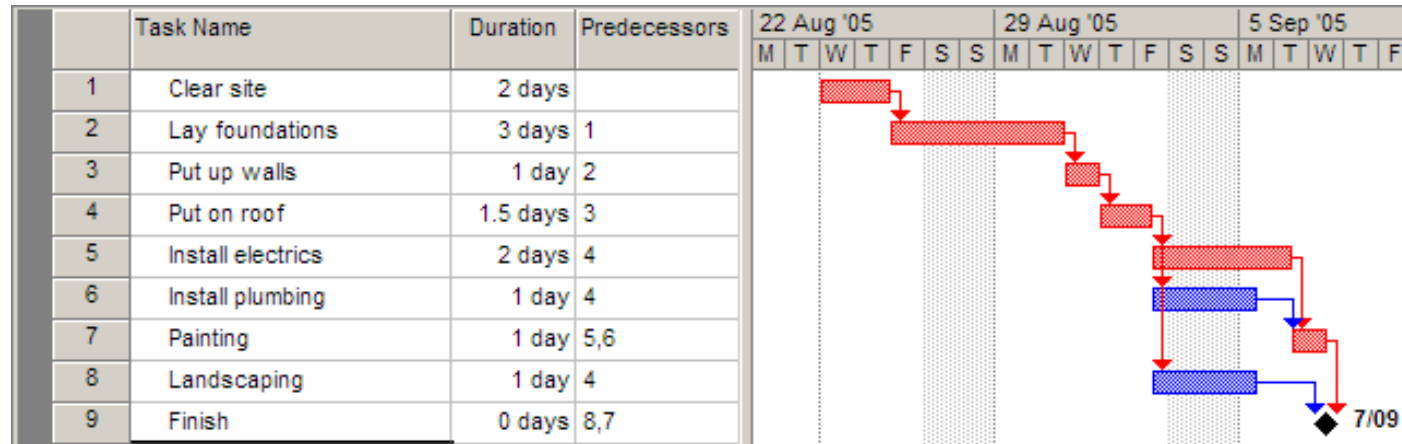 Task Name Duration Predecessors 22 Aug '05 29 Aug '05 5 Sep '05
M T W T F S S M T W T F S S M T W T F
1 Clear site 2 days
2 Lay foundations 3 days 1
3 Put up walls 1 day 2
4 Put on roof 1.5 days 3
5 Install electrics 2 days 4
6 Install plumbing 1 day 4
7 Painting 1 day 5,6
8 Landscaping 1 day 4
9 Finish 0 days 8,7 7/09